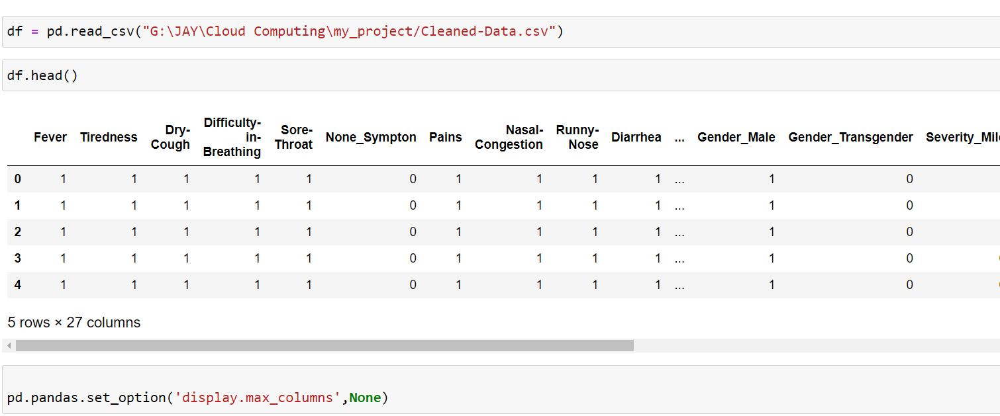 df = pd.read_csv("G:\JAY\Cloud Computing\my_project/Cleaned-Data.csv")
df.head()
Fever Tiredness Dry-Cough Difficulty-in-Breathing Sore-Throat None_Sympton Pains Nasal-Congestion Runny-Nose Diarrhea ... Gender_Male Gender_Transgender
0 1 1 1 1 1 0 1 1 1 1 ... 1 0
1 1 1 1 1 1 0 1 1 1 1 ... 1 0
2 1 1 1 1 1 0 1 1 1 1 ... 1 0
3 1 1 1 1 1 0 1 1 1 1 ... 1 0
4 1 1 1 1 1 0 1 1 1 1 ... 1 0
5 rows × 27 columns
pd.pandas.set_option('display.max_columns',None)